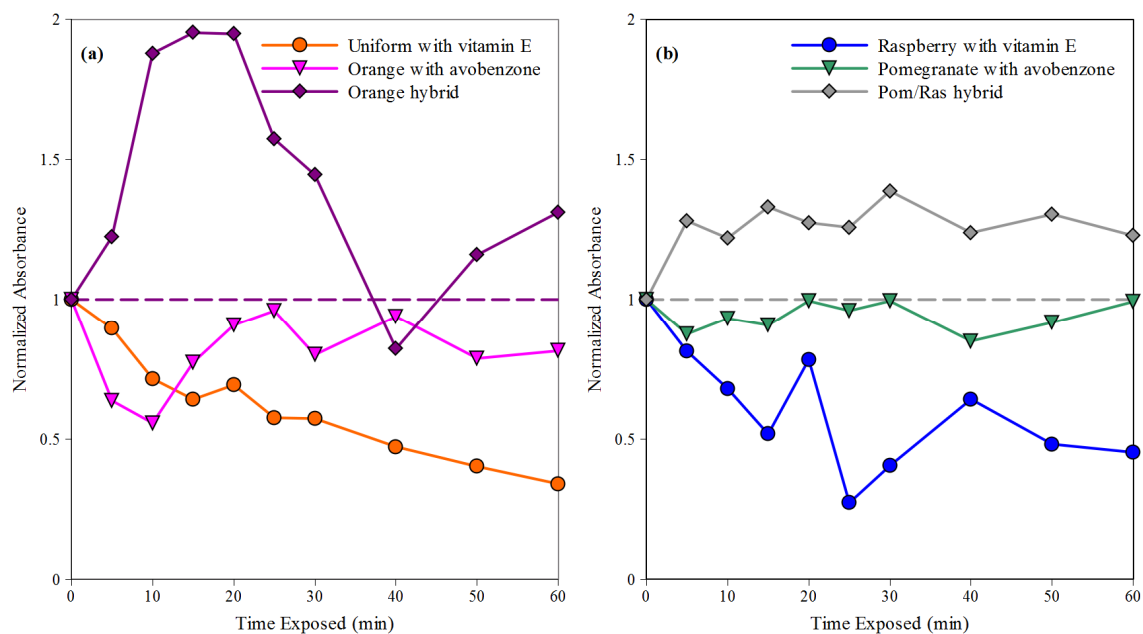 (a)
Uniform with vitamin E
Orange with avobenzone
Orange hybrid
2
1.5
1
0.5
0
Normalized Absorbance
0 10 20 30 40 50 60
Time Exposed (min)
(b)
Raspberry with vitamin E
Pomegranate with avobenzone
Pom/Ras hybrid
2
1.5
1
0.5
0
Normalized Absorbance
0 10 20 30 40 50 60
Time Exposed (min)